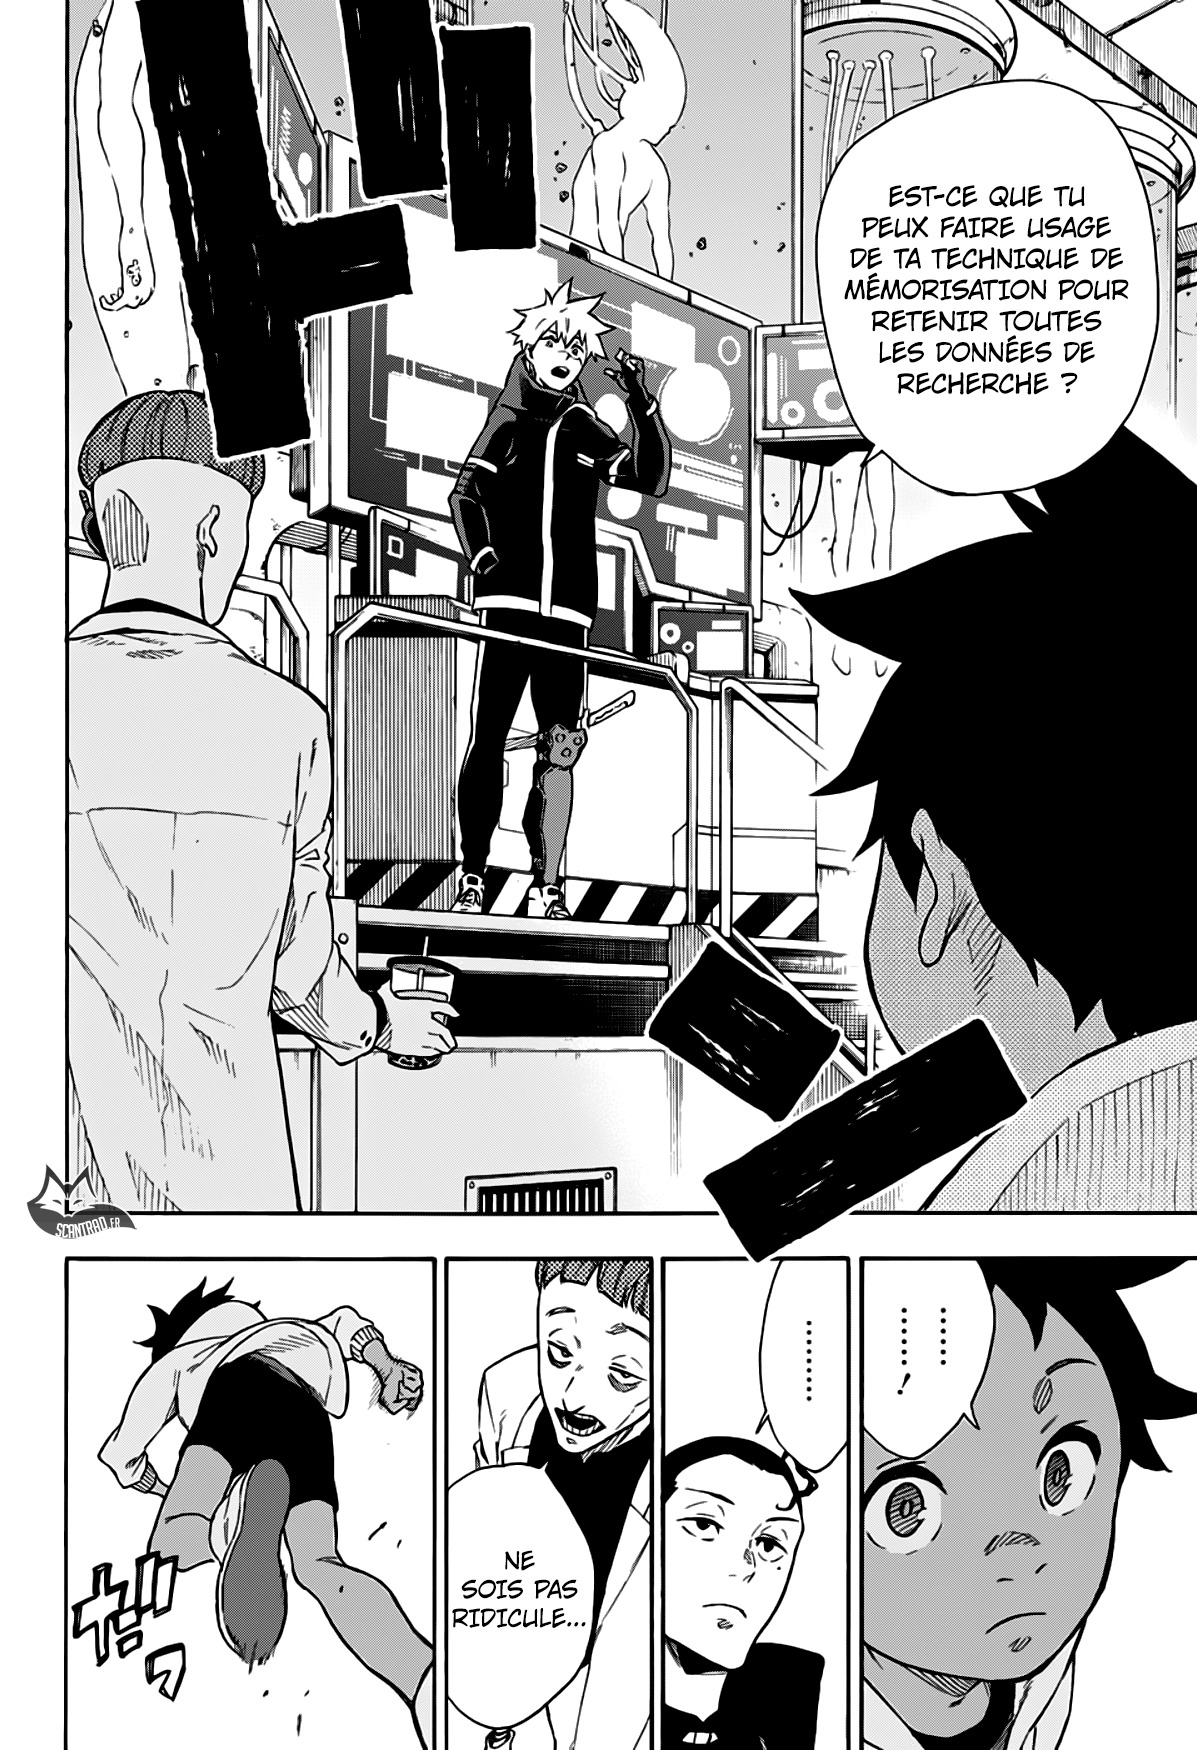 EST-CE QUE TU
PEUX FAIRE USAGE
DE TA TECHNIQUE DE
MÉMORISATION POUR
RETENIR TOUTES
LES DONNÉES DE
RECHERCHE ?
SCANTRAD.FR
........!
.........
NE
SOIS PAS
RIDICULE...